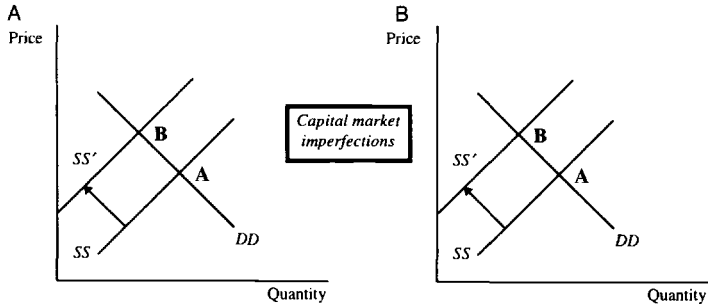 A
Price
SS'
B
A
SS
DD
Quantity
Capital market
imperfections
B
Price
SS'
B
A
SS
DD
Quantity